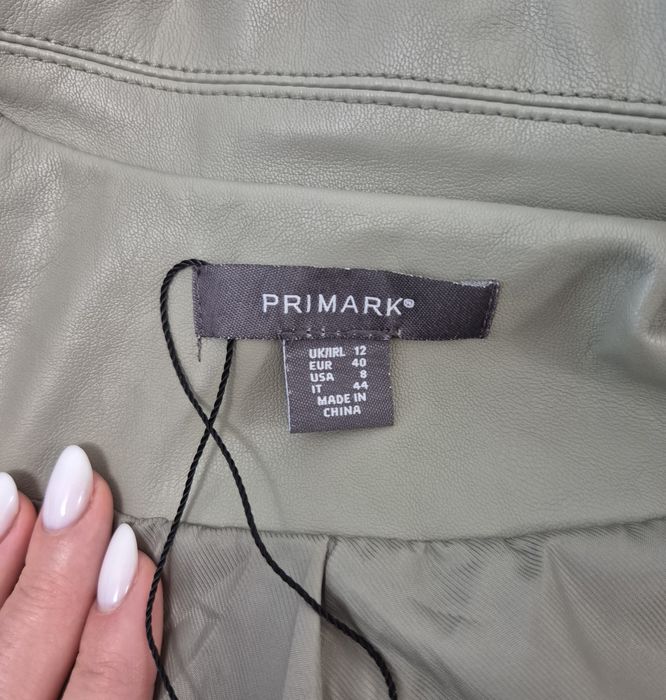 PRIMARK®
UK/IRL 12
EUR 40
USA 8
IT 44
MADE IN
CHINA